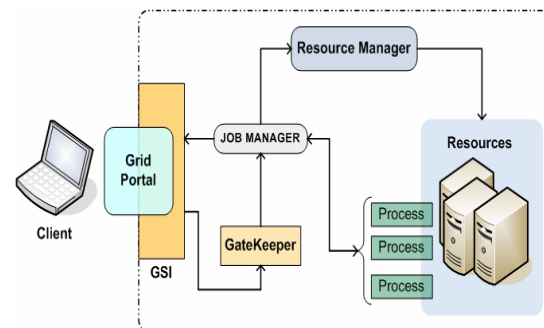 Resource Manager
JOB MANAGER
Resources
Grid
Portal
Process
Client
GateKeeper
Process
GSI
Process